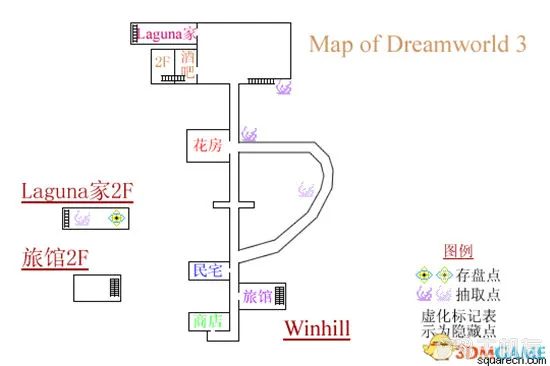 Laguna家
Map of Dreamworld 3
2F
酒吧
花房
Laguna家2F
旅馆2F
民宅
旅馆
商店
Winhill
图例
存盘点
抽取点
虚化标记表
示为隐藏点
3DMGAME
squarecn.com